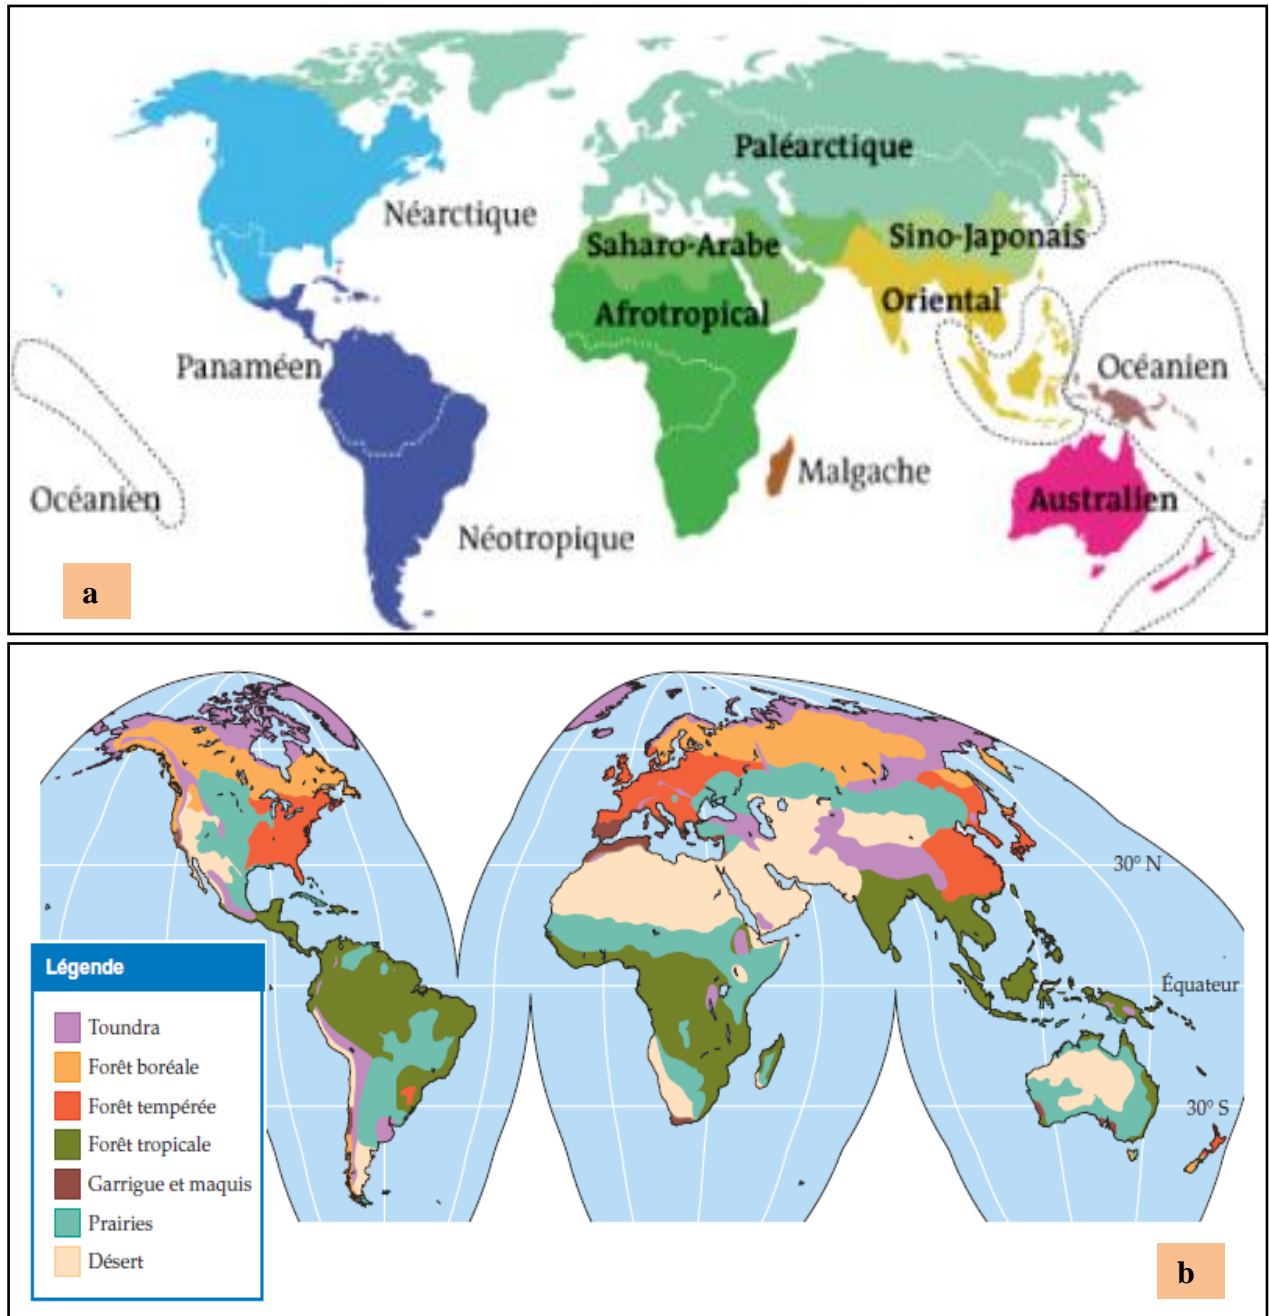 Paléarctique
Néarctique
Saharo-Arabe
Sino-Japonais
Oriental
Afrotropical
Panaméen
Océanien
Malgache
Océanien
Australien
Néotropique
a
30° N
Équateur
30° S
Légende
Toundra
Forêt boréale
Forêt tempérée
Forêt tropicale
Garrigue et maquis
Prairies
Désert
b